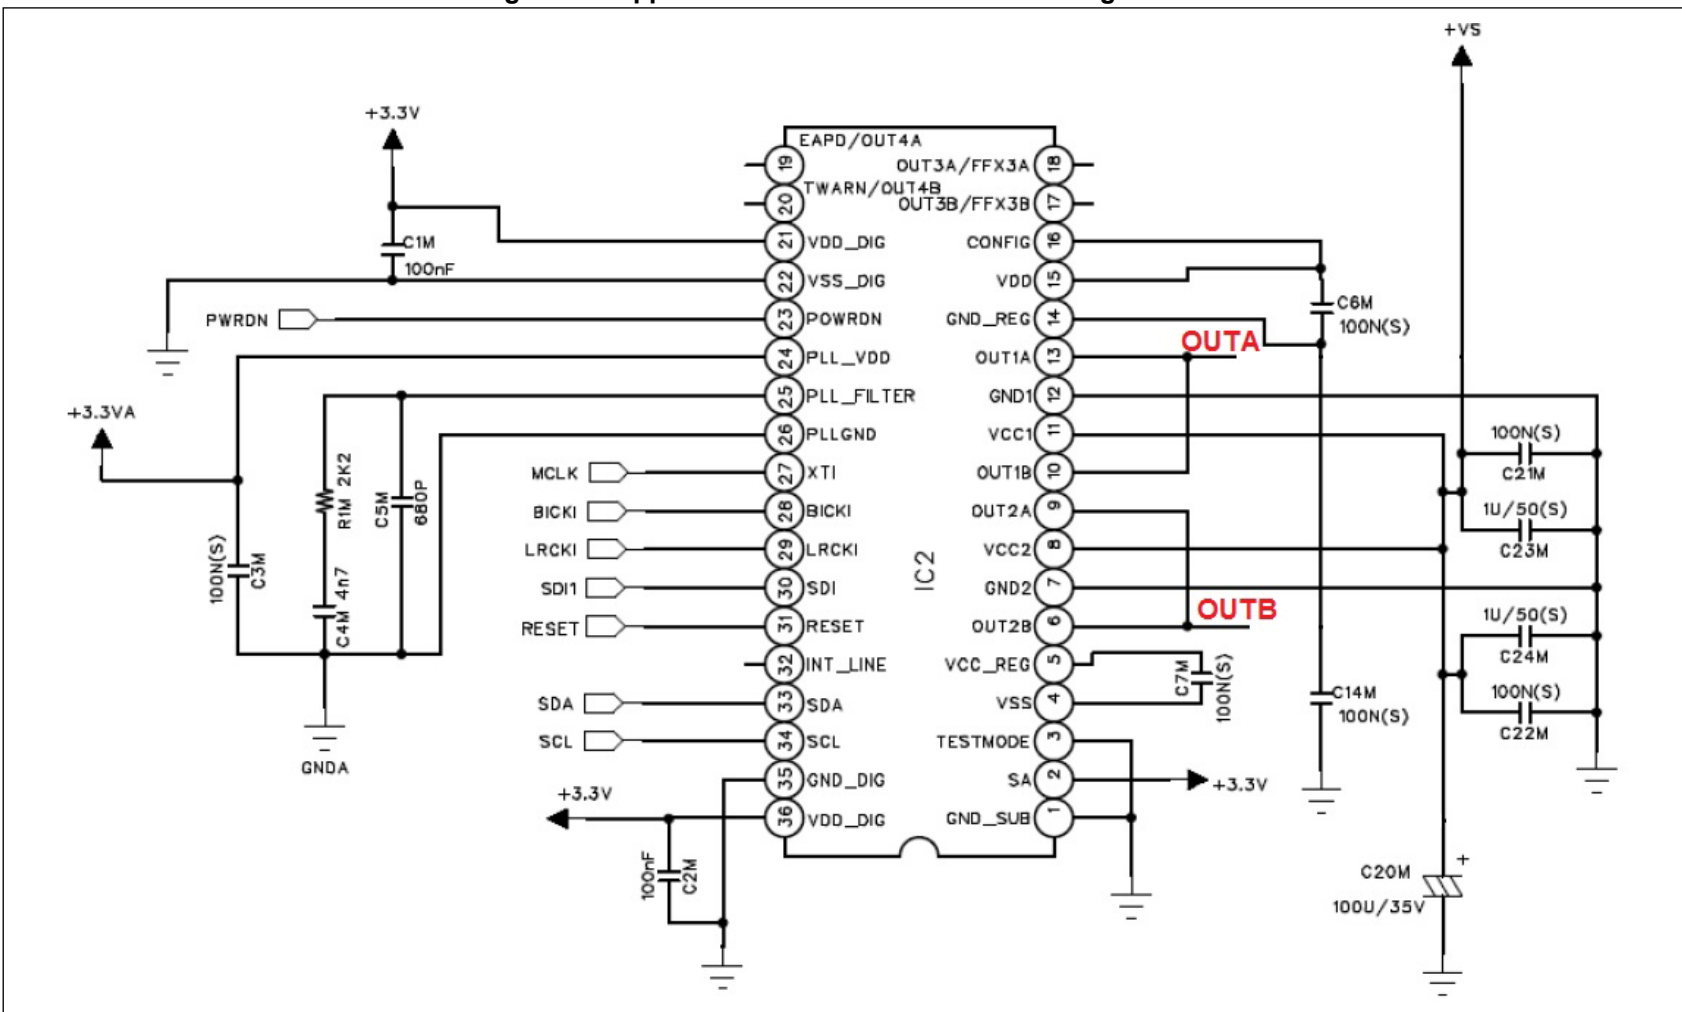 +VS
+3.3V
C1M
100nF
PWRDN
+3.3VA
100N(S)
C3M
R1M 2K2
C4M 4n7
C5M
680P
GNDA
MCLK
BICKI
LRCKI
SDI1
RESET
SDA
SCL
+3.3V
100nF
C2M
EAPD/OUT4A
19
TWARN/OUT4B
20
21 VDD_DIG
22 VSS_DIG
23 POWRDN
24 PLL_VDD
25 PLL_FILTER
26 PLLGND
27 XTI
28 BICKI
29 LRCKI
30 SDI
31 RESET
32 INT_LINE
33 SDA
34 SCL
35 GND_DIG
36 VDD_DIG
IC2
OUT3A/FFX3A 18
OUT3B/FFX3B 17
CONFIG 16
VDD 15
GND_REG 14
OUT1A 13
GND1 12
VCC1 11
OUT1B 10
OUT2A 9
VCC2 8
GND2 7
OUT2B 6
VCC_REG 5
VSS 4
TESTMODE 3
SA 2
GND_SUB 1
OUTA
OUTB
C6M
100N(S)
C7M
100N(S)
C14M
100N(S)
+3.3V
100N(S)
C21M
1U/50(S)
C23M
1U/50(S)
C24M
100N(S)
C22M
C20M
+
100U/35V